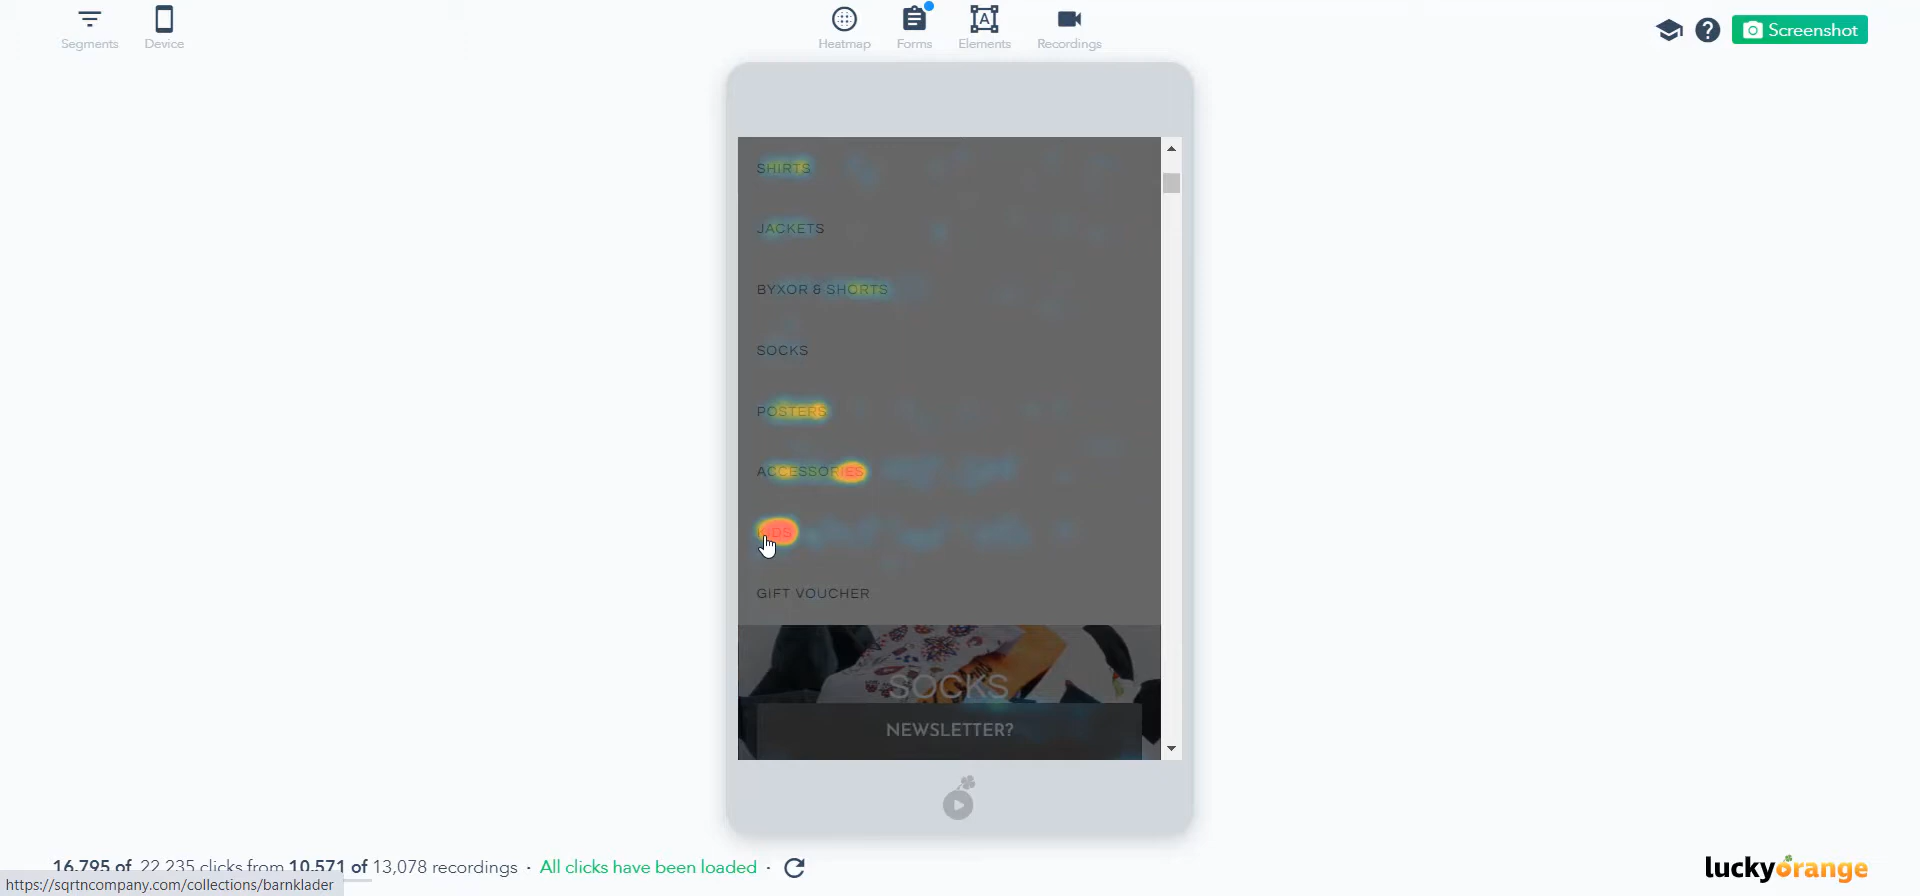 Segments
Device
Heatmap
Forms
Elements
Recordings
Screenshot
SHIRTS
JACKETS
BYXOR & SHORTS
SOCKS
POSTERS
ACCESSORIES
KIDS
GIFT VOUCHER
SOCKS
NEWSLETTER?
16,795 of 22,235 clicks from 10,571 of 13,078 recordings · All clicks have been loaded ·
https://sqrtncompany.com/collections/barnklader
luckyorange